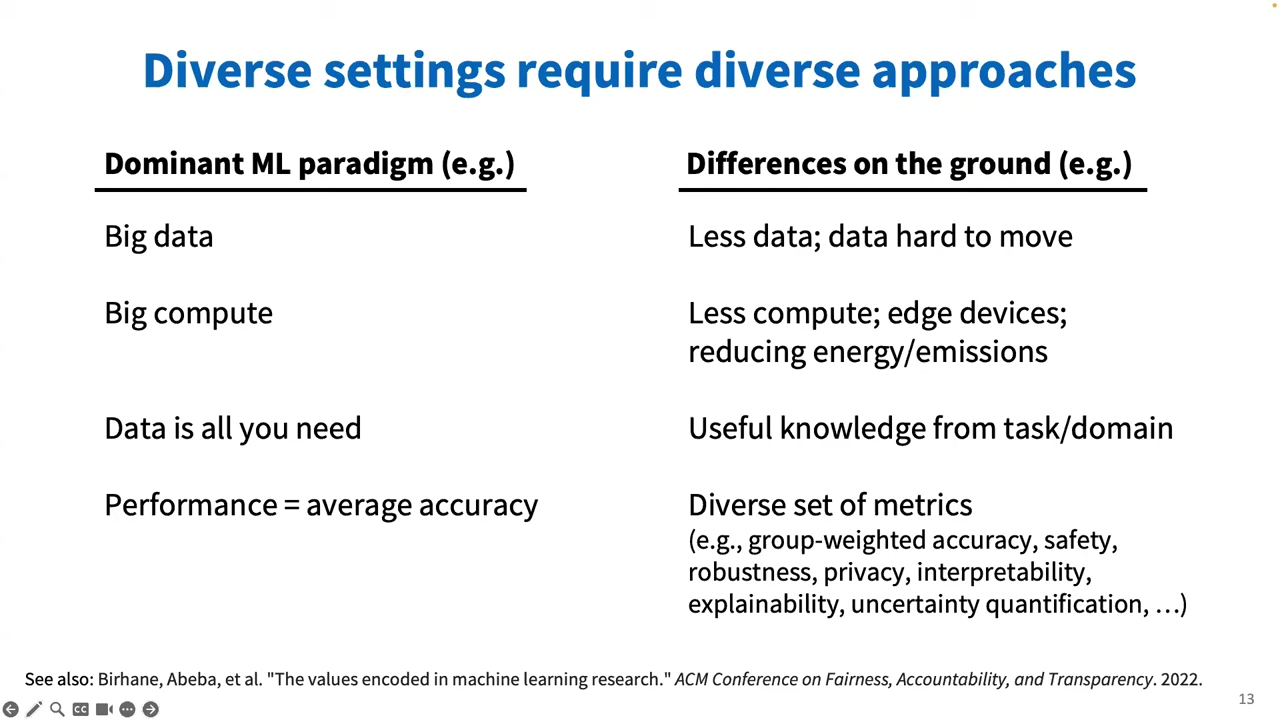 Diverse settings require diverse approaches
Dominant ML paradigm (e.g.)
Differences on the ground (e.g.)
Big data
Less data; data hard to move
Big compute
Less compute; edge devices;
reducing energy/emissions
Data is all you need
Useful knowledge from task/domain
Performance = average accuracy
Diverse set of metrics
(e.g., group-weighted accuracy, safety,
robustness, privacy, interpretability,
explainability, uncertainty quantification, …)
See also: Birhane, Abeba, et al. "The values encoded in machine learning research." ACM Conference on Fairness, Accountability, and Transparency. 2022.
CC
13